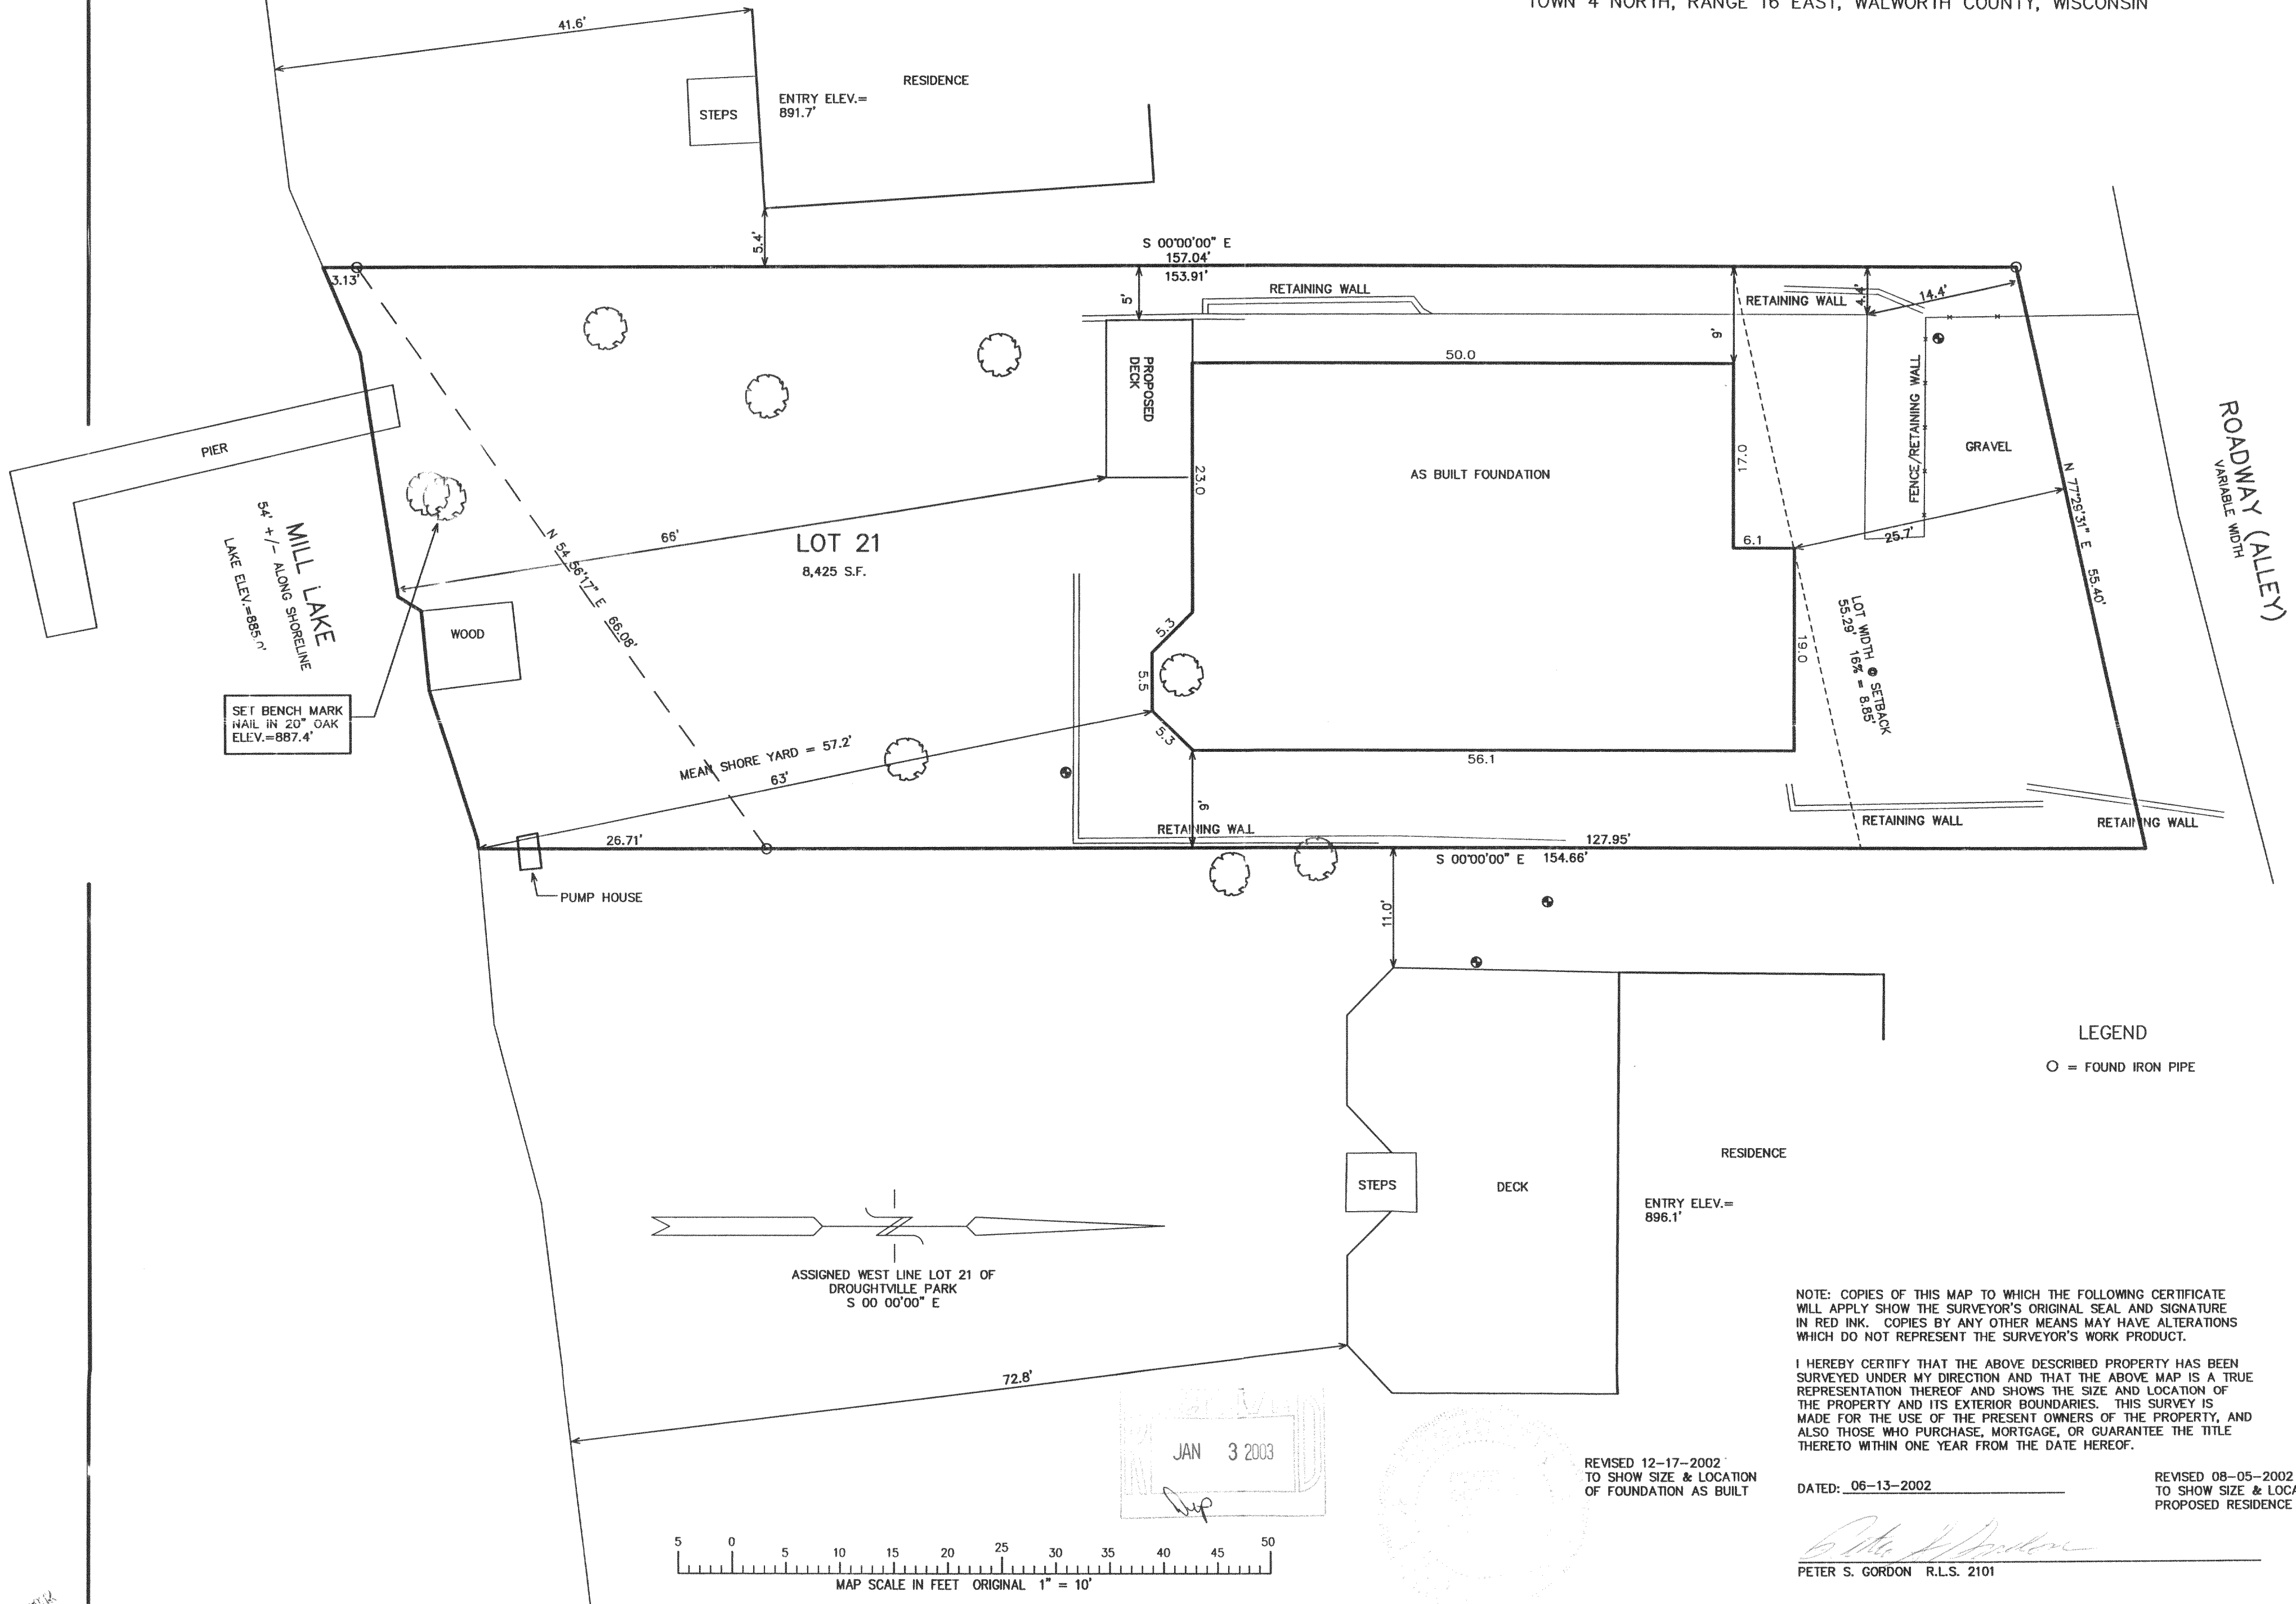 TOWN 4 NORTH, RANGE 16 EAST, WALWORTH COUNTY, WISCONSIN
41.6'
RESIDENCE
STEPS
ENTRY ELEV.=
891.7'
5.4'
S 00°00'00" E
157.04'
153.91'
3.13'
5'
RETAINING WALL
RETAINING WALL
4.4'
14.4'
9'
50.0
PROPOSED
DECK
23.0
AS BUILT FOUNDATION
17.0
FENCE/RETAINING WALL
GRAVEL
ROADWAY (ALLEY)
VARIABLE WIDTH
N 77°29'31" E 55.40'
PIER
MILL LAKE
54' +/- ALONG SHORELINE
LAKE ELEV.=885.0'
N 54°56'17" E 66.08'
66'
LOT 21
8,425 S.F.
6.1
25.7'
WOOD
5.3
5.5
5.3
19.0
LOT WIDTH @ SETBACK
55.29' 16% = 8.85'
SET BENCH MARK
NAIL IN 20" OAK
ELEV.=887.4'
MEAN SHORE YARD = 57.2'
63'
56.1
9'
RETAINING WALL
RETAINING WALL
RETAINING WALL
26.71'
127.95'
S 00°00'00" E 154.66'
PUMP HOUSE
11.0'
LEGEND
O = FOUND IRON PIPE
RESIDENCE
STEPS
DECK
ENTRY ELEV.=
896.1'
ASSIGNED WEST LINE LOT 21 OF
DROUGHTVILLE PARK
S 00 00'00" E
72.8'
NOTE: COPIES OF THIS MAP TO WHICH THE FOLLOWING CERTIFICATE
WILL APPLY SHOW THE SURVEYOR'S ORIGINAL SEAL AND SIGNATURE
IN RED INK. COPIES BY ANY OTHER MEANS MAY HAVE ALTERATIONS
WHICH DO NOT REPRESENT THE SURVEYOR'S WORK PRODUCT.
I HEREBY CERTIFY THAT THE ABOVE DESCRIBED PROPERTY HAS BEEN
SURVEYED UNDER MY DIRECTION AND THAT THE ABOVE MAP IS A TRUE
REPRESENTATION THEREOF AND SHOWS THE SIZE AND LOCATION OF
THE PROPERTY AND ITS EXTERIOR BOUNDARIES. THIS SURVEY IS
MADE FOR THE USE OF THE PRESENT OWNERS OF THE PROPERTY, AND
ALSO THOSE WHO PURCHASE, MORTGAGE, OR GUARANTEE THE TITLE
THERETO WITHIN ONE YEAR FROM THE DATE HEREOF.
JAN 3 2003
REVISED 12-17-2002
TO SHOW SIZE & LOCATION
OF FOUNDATION AS BUILT
DATED: 06-13-2002
REVISED 08-05-2002
TO SHOW SIZE & LOCA
PROPOSED RESIDENCE
PETER S. GORDON R.L.S. 2101
5 0 5 10 15 20 25 30 35 40 45 50
MAP SCALE IN FEET ORIGINAL 1" = 10'